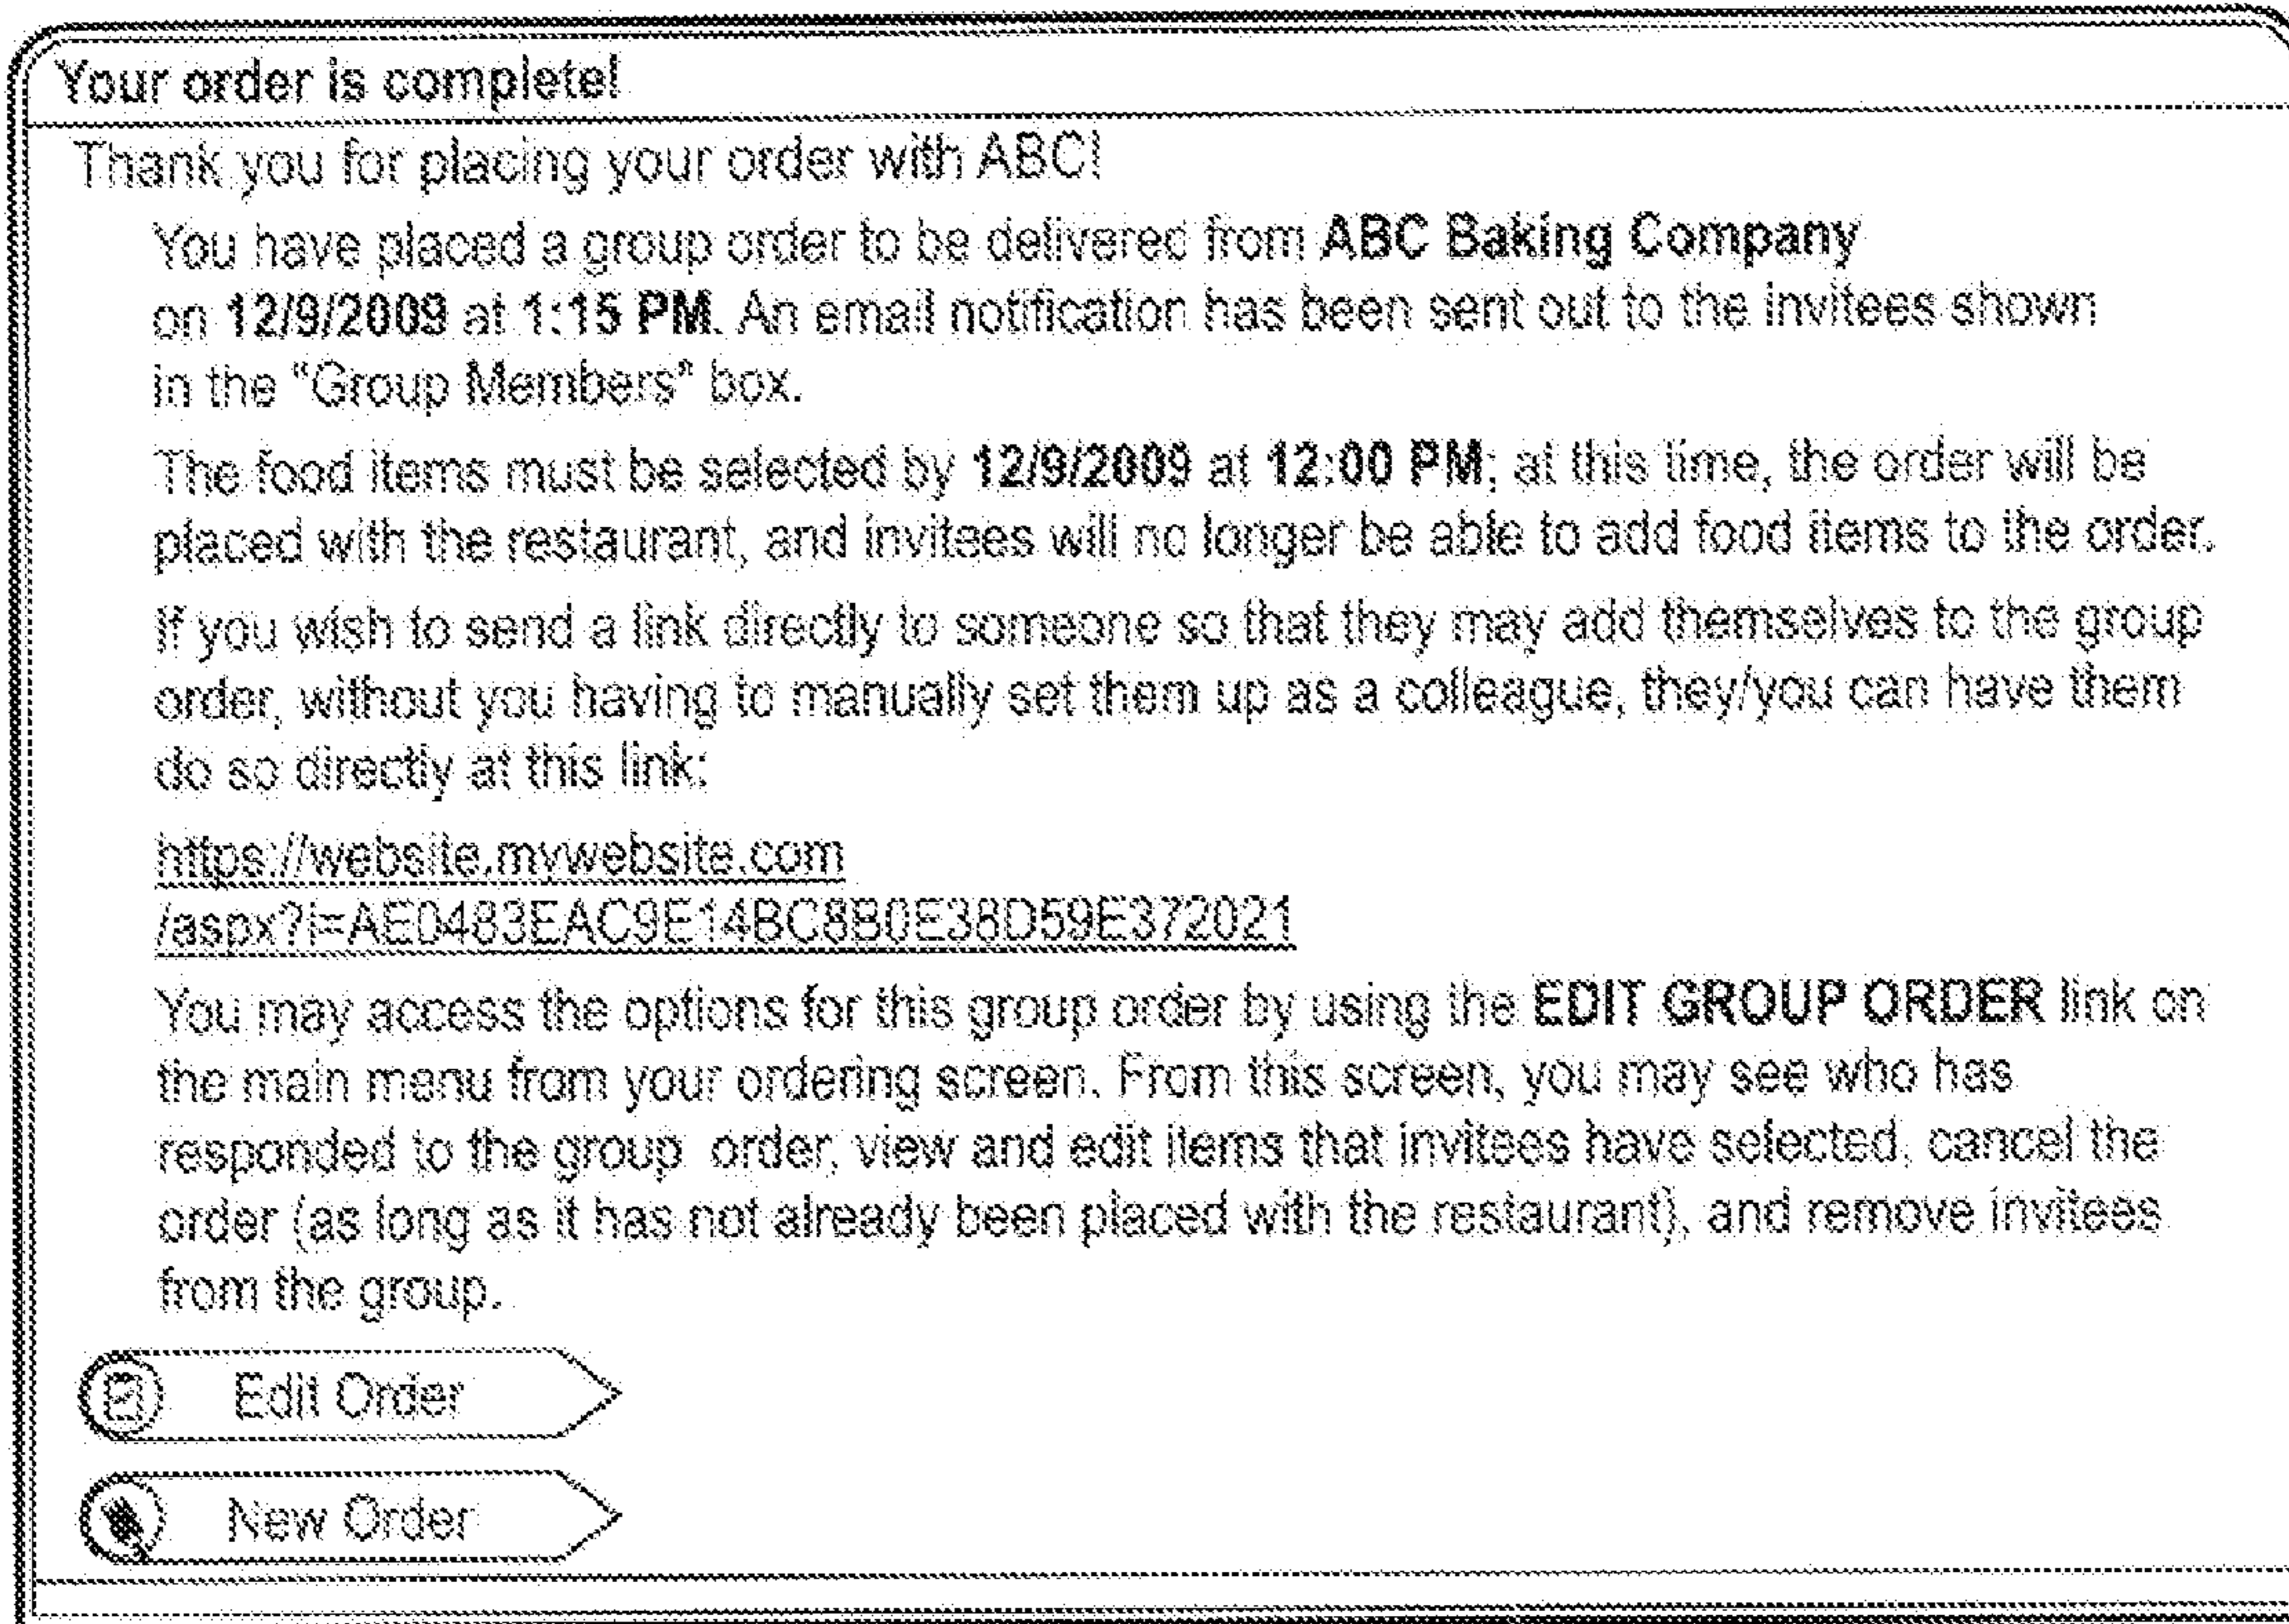 Your order is complete!
Thank you for placing your order with ABC!
You have placed a group order to be delivered from ABC Baking Company
on 12/9/2009 at 1:15 PM. An email notification has been sent out to the invitees shown
in the "Group Members" box.
The food items must be selected by 12/9/2009 at 12:00 PM; at this time, the order will be
placed with the restaurant, and invitees will no longer be able to add food items to the order.
If you wish to send a link directly to someone so that they may add themselves to the group
order, without you having to manually set them up as a colleague, they/you can have them
do so directly at this link:
https://website.mywebsite.com
/aspx?i=AE0483EAC9E14BC8B0E38D59E372021
You may access the options for this group order by using the EDIT GROUP ORDER link on
the main menu from your ordering screen. From this screen, you may see who has
responded to the group order, view and edit items that invitees have selected, cancel the
order (as long as it has not already been placed with the restaurant), and remove invitees
from the group.
Edit Order
New Order